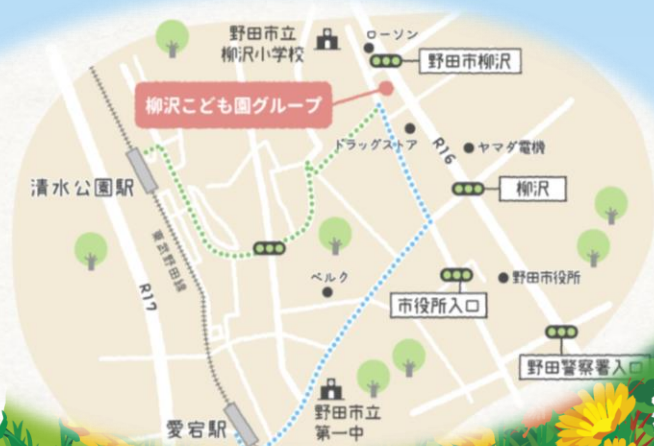 野田市立
柳沢小学校
ローソン
野田市柳沢
柳沢こども園グループ
ドラッグストア
R16
ヤマダ電機
清水公園駅
柳沢
東武野田線
R17
ベルク
市役所入口
野田市役所
野田警察署入口
野田市立
第一中
愛宕駅